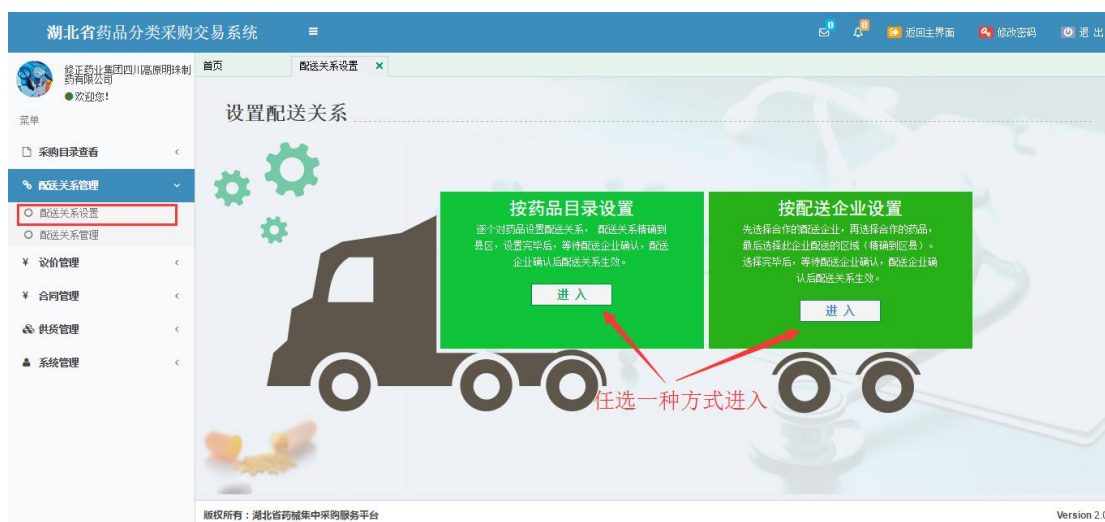 湖北省药品分类采购交易系统
0
0
返回主界面
修改密码
退 出
修正药业集团四川高原明珠制
药有限公司
欢迎您!
菜单
采购目录查看
配送关系管理
配送关系设置
配送关系管理
¥ 议价管理
¥ 合同管理
供货管理
系统管理
首页
配送关系设置 ×
设置配送关系
按药品目录设置
逐个对药品设置配送关系, 配送关系精确到
县区,设置完毕后,等待配送企业确认,配送
企业确认后配送关系生效。
进 入
按配送企业设置
先选择合作的配送企业,再选择合作的药品,
最后选择此企业配送的区域(精确到区县)。
选择完毕后,等待配送企业确认,配送企业确
认后配送关系生效。
进 入
任选一种方式进入
版权所有:湖北省药械集中采购服务平台
Version 2.0